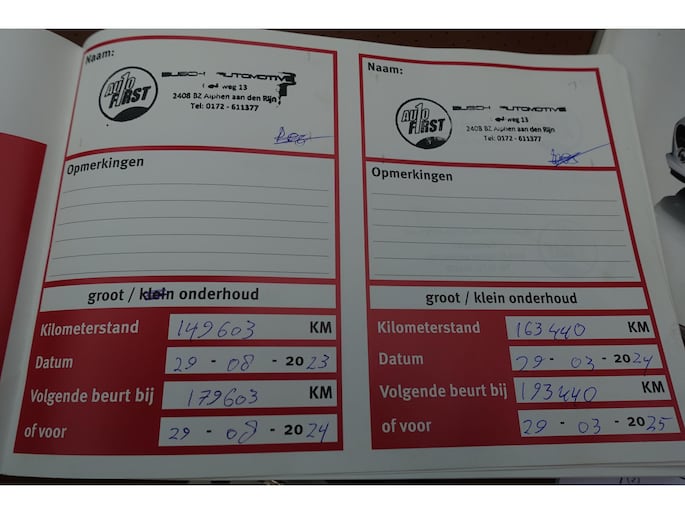 Naam:
AUTO FIRST
BUSCH AUTOMOTIVE
weg 13
2408 BZ Alphen aan den Rijn
Tel: 0172 - 611377
Opmerkingen
groot / klein onderhoud
Kilometerstand 149603 KM
Datum 29 - 08 - 2023
Volgende beurt bij 179603 KM
of voor 29 - 08 - 2024
Naam:
AUTO FIRST
BUSCH AUTOMOTIVE
weg 13
2408 BZ Alphen aan den Rijn
Tel: 0172 - 611377
Opmerkingen
groot / klein onderhoud
Kilometerstand 163440 KM
Datum 29 - 03 - 2024
Volgende beurt bij 193440 KM
of voor 29 - 03 - 2025